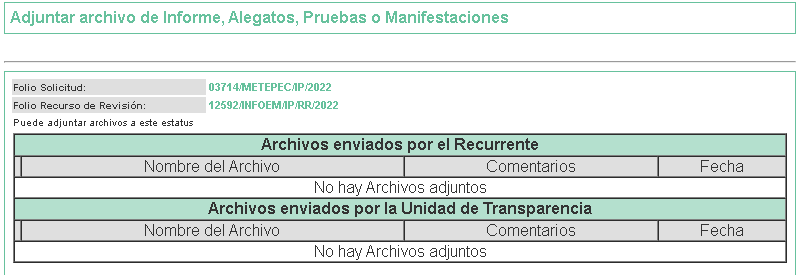 Adjuntar archivo de Informe, Alegatos, Pruebas o Manifestaciones
Folio Solicitud: 03714/METEPEC/IP/2022
Folio Recurso de Revisión: 12592/INFOEM/IP/RR/2022
Puede adjuntar archivos a este estatus
Archivos enviados por el Recurrente
Nombre del Archivo Comentarios Fecha
No hay Archivos adjuntos
Archivos enviados por la Unidad de Transparencia
Nombre del Archivo Comentarios Fecha
No hay Archivos adjuntos